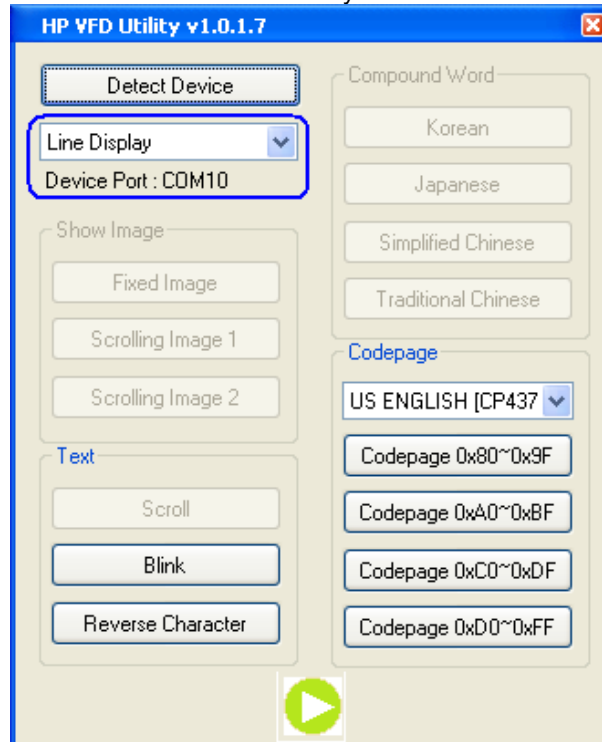 HP VFD Utility v1.0.1.7
Detect Device
Line Display
Device Port : COM10
Show Image
Fixed Image
Scrolling Image 1
Scrolling Image 2
Text
Scroll
Blink
Reverse Character
Compound Word
Korean
Japanese
Simplified Chinese
Traditional Chinese
Codepage
US ENGLISH [CP437
Codepage 0x80~0x9F
Codepage 0xA0~0xBF
Codepage 0xC0~0xDF
Codepage 0xD0~0xFF